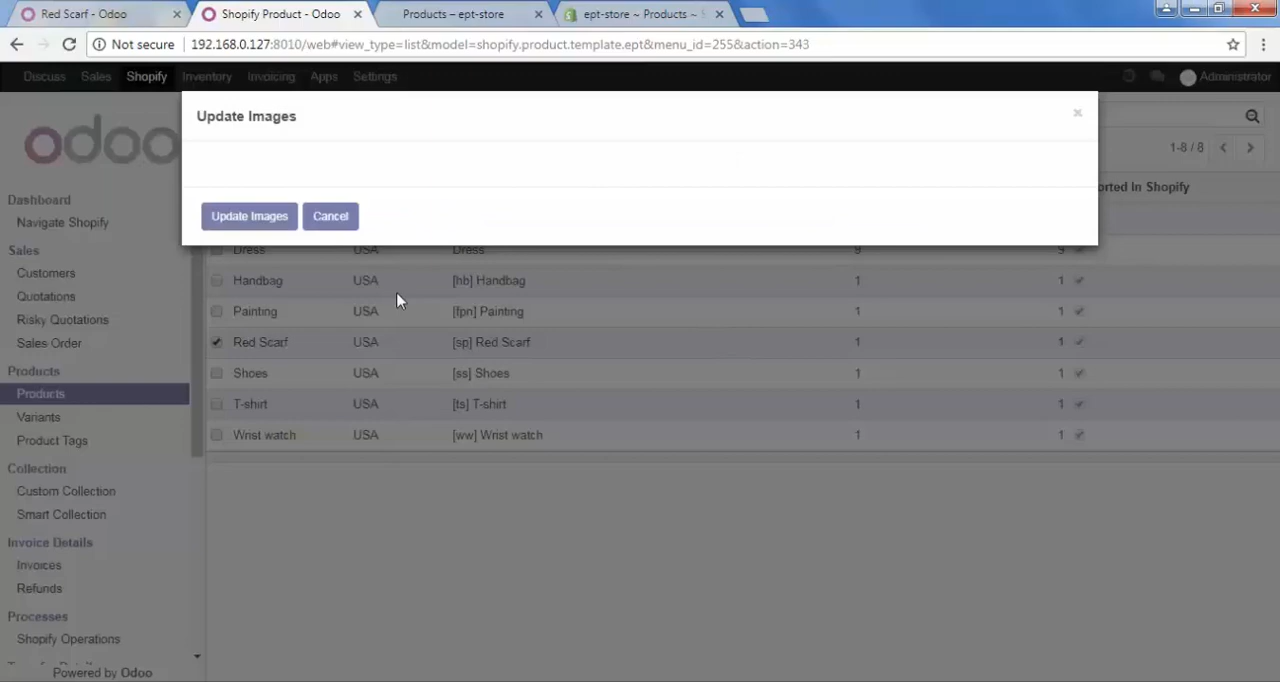 Red Scarf - Odoo
Shopify Product - Odoo
Products – ept-store
ept-store ~ Products ~
Not secure
192.168.0.127:8010/web#view_type=list&model=shopify.product.template.ept&menu_id=255&action=343
Discuss Sales Shopify Inventory Invoicing Apps Settings
Administrator
odoo
Update Images
×
Update Images Cancel
1-8 / 8
orted In Shopify
Dashboard
Navigate Shopify
Sales
Customers
Quotations
Risky Quotations
Sales Order
Products
Products
Variants
Product Tags
Collection
Custom Collection
Smart Collection
Invoice Details
Invoices
Refunds
Processes
Shopify Operations
Powered by Odoo
Dress USA Dress 9 9
Handbag USA [hb] Handbag 1 1
Painting USA [fpn] Painting 1 1
Red Scarf USA [sp] Red Scarf 1 1
Shoes USA [ss] Shoes 1 1
T-shirt USA [ts] T-shirt 1 1
Wrist watch USA [ww] Wrist watch 1 1